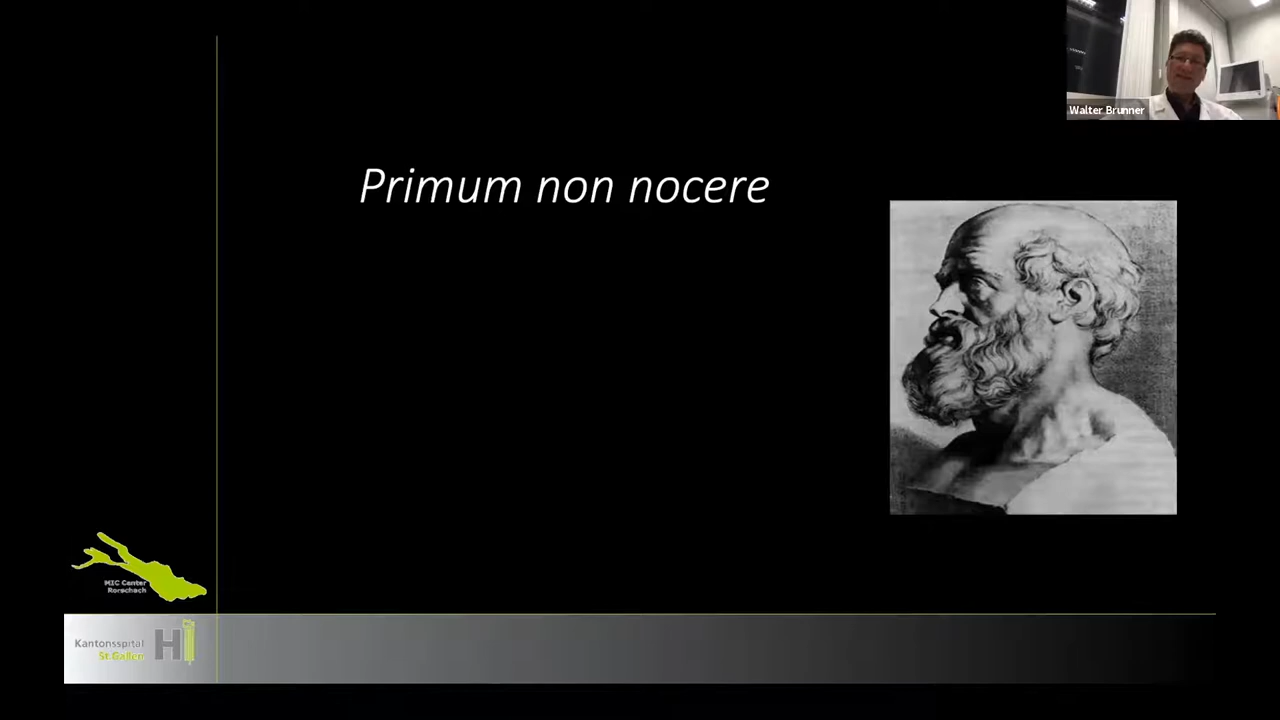 Walter Brunner
Primum non nocere
MIC Center
Rorschach
Kantonsspital
St.Gallen